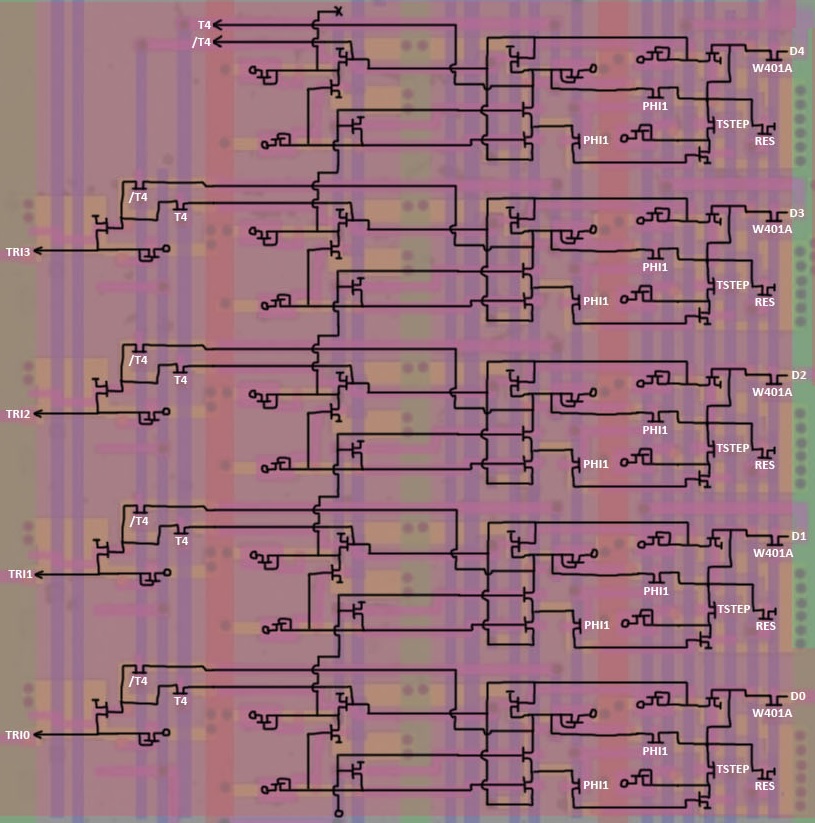 T4
/T4
D4
W401A
PHI1
TSTEP
PHI1
RES
/T4
T4
D3
W401A
TRI3
PHI1
TSTEP
PHI1
RES
/T4
T4
D2
W401A
TRI2
PHI1
TSTEP
PHI1
RES
/T4
T4
D1
W401A
TRI1
PHI1
TSTEP
PHI1
RES
/T4
T4
D0
W401A
TRI0
PHI1
TSTEP
PHI1
RES